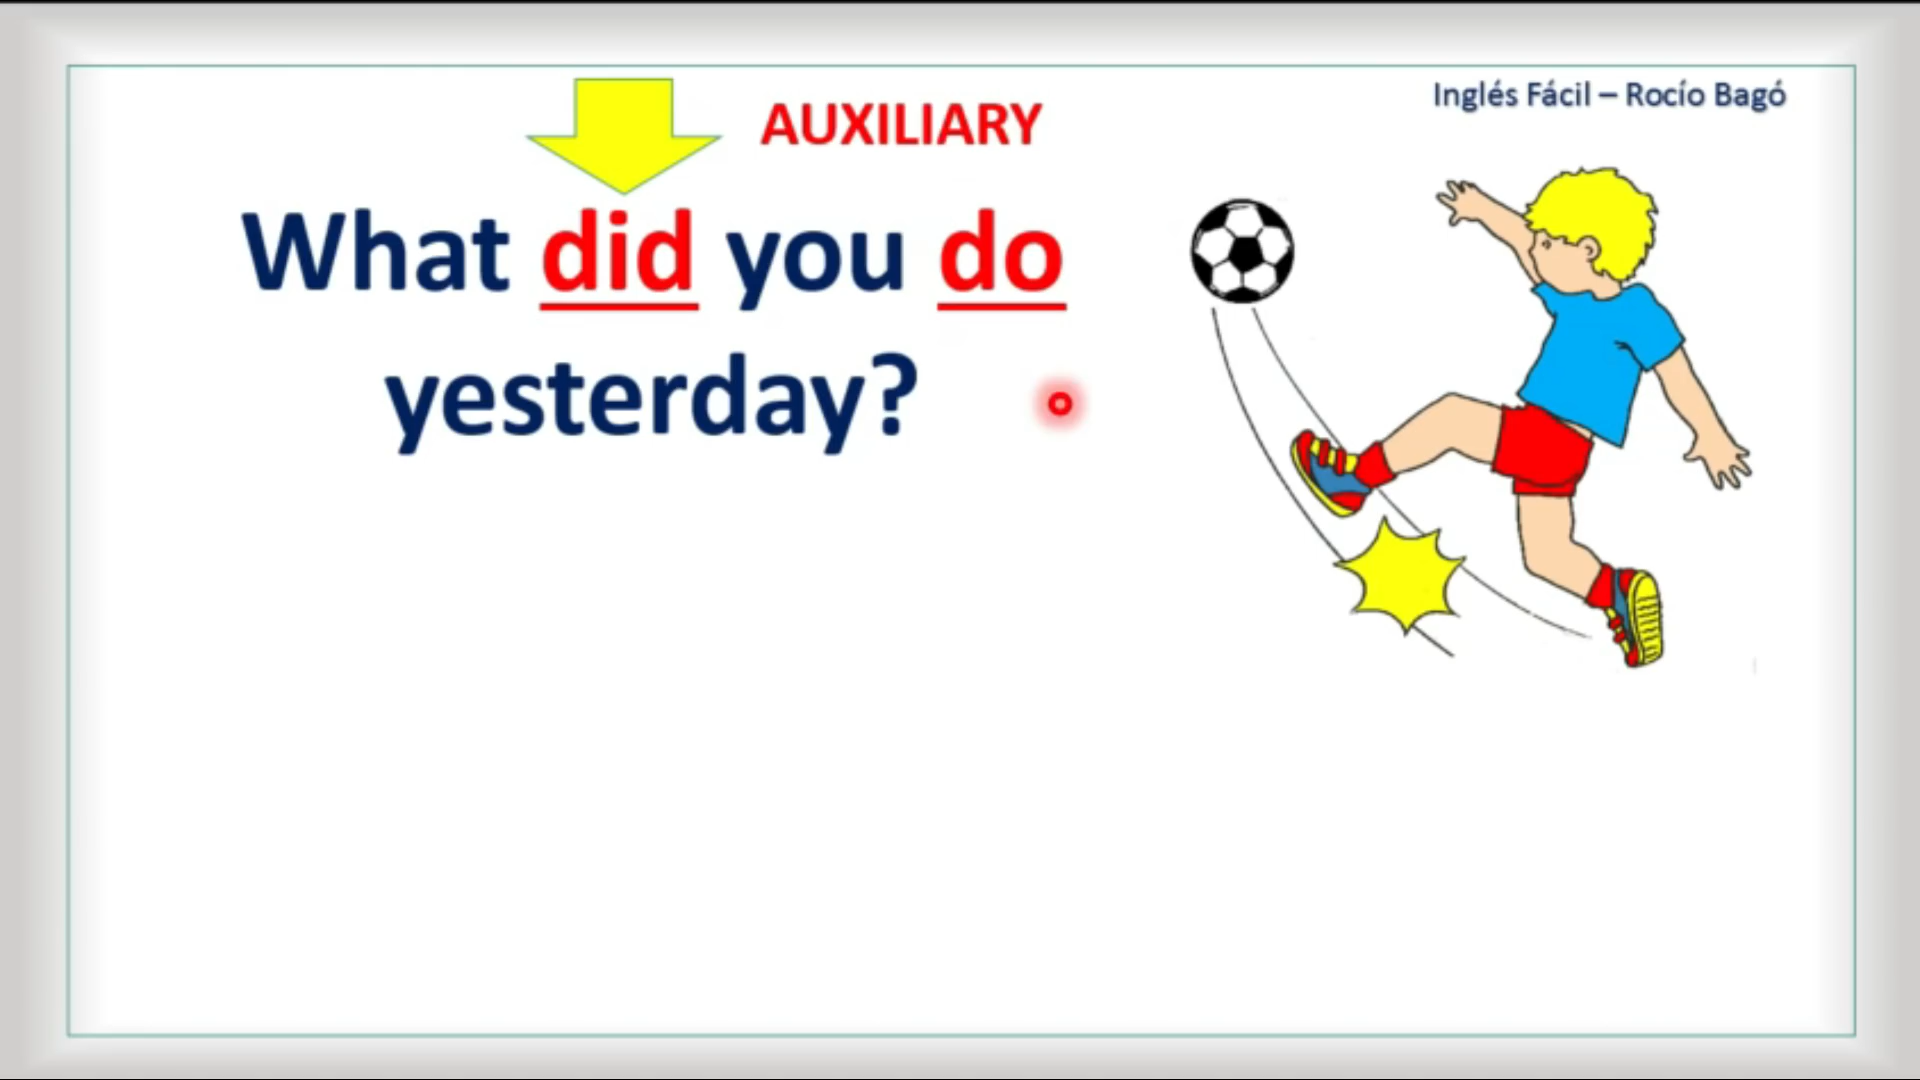 Inglés Fácil – Rocío Bagó
AUXILIARY
What did you do
yesterday?